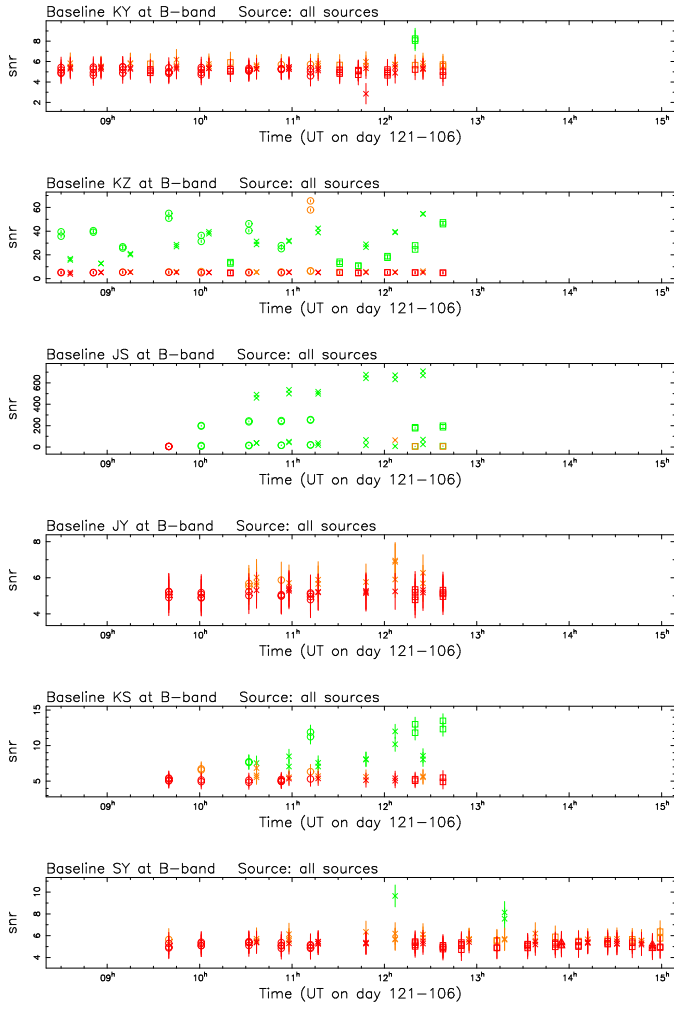 Baseline KY at B-band Source: all sources
8
6
4
2
snr
09h 10h 11h 12h 13h 14h 15h
Time (UT on day 121-106)
Baseline KZ at B-band Source: all sources
60
40
20
0
snr
09h 10h 11h 12h 13h 14h 15h
Time (UT on day 121-106)
Baseline JS at B-band Source: all sources
600
400
200
0
snr
09h 10h 11h 12h 13h 14h 15h
Time (UT on day 121-106)
Baseline JY at B-band Source: all sources
8
6
4
snr
09h 10h 11h 12h 13h 14h 15h
Time (UT on day 121-106)
Baseline KS at B-band Source: all sources
15
10
5
snr
09h 10h 11h 12h 13h 14h 15h
Time (UT on day 121-106)
Baseline SY at B-band Source: all sources
10
8
6
4
snr
09h 10h 11h 12h 13h 14h 15h
Time (UT on day 121-106)